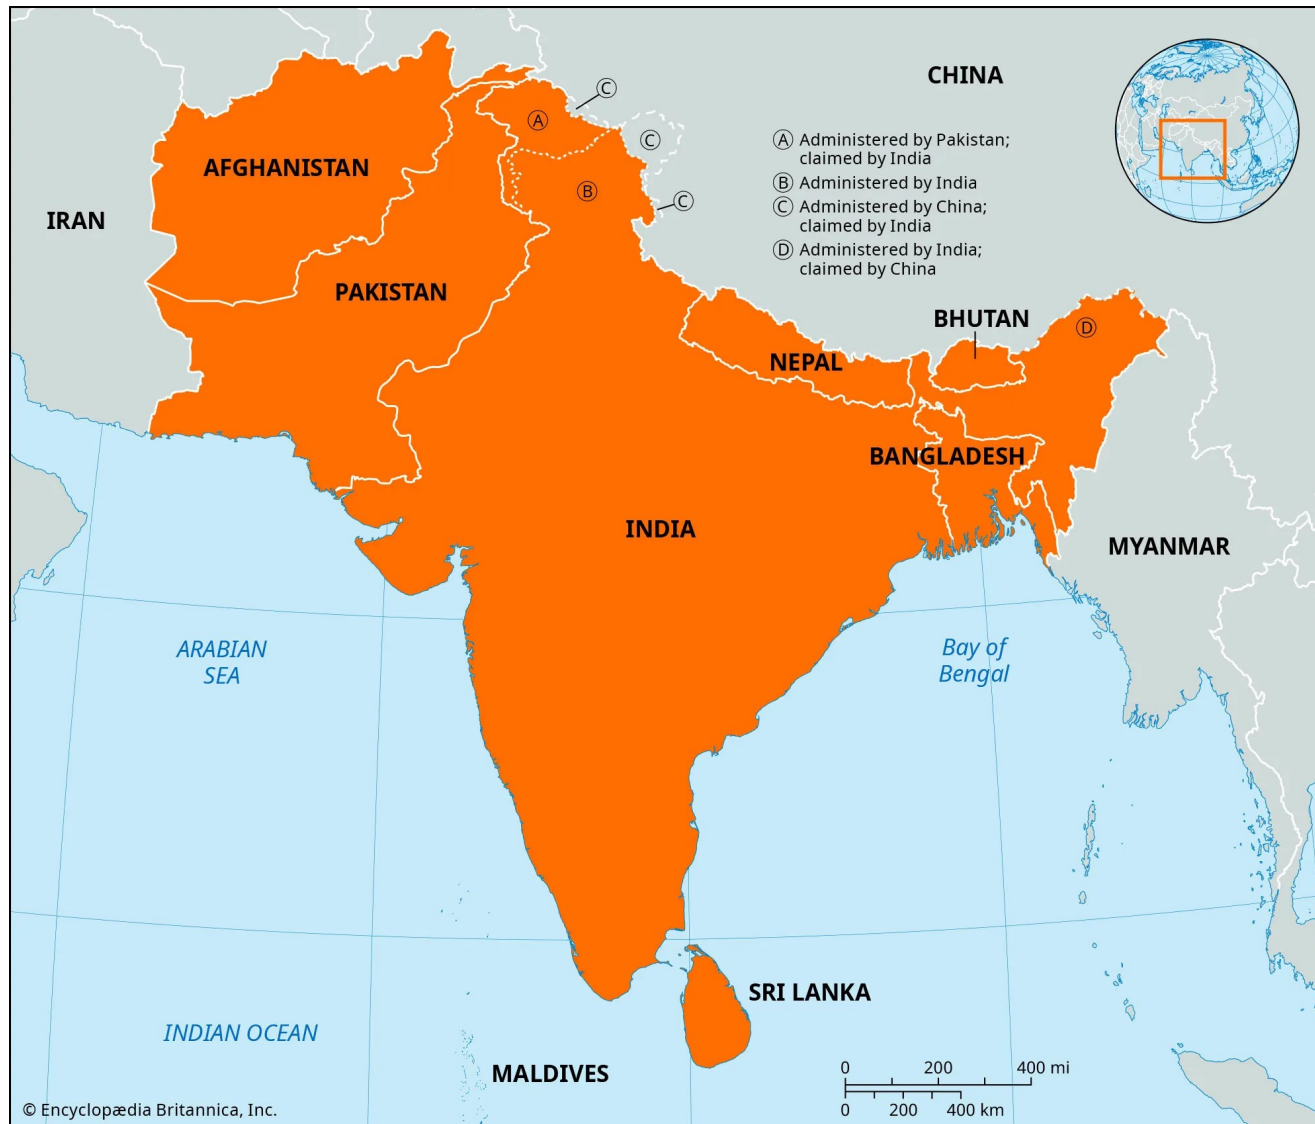 CHINA
Ⓒ
Ⓐ
Ⓒ
Ⓐ Administered by Pakistan;
claimed by India
Ⓑ Administered by India
Ⓒ Administered by China;
claimed by India
Ⓓ Administered by India;
claimed by China
AFGHANISTAN
Ⓑ
Ⓒ
IRAN
PAKISTAN
BHUTAN
Ⓓ
NEPAL
BANGLADESH
INDIA
MYANMAR
ARABIAN
SEA
Bay of
Bengal
SRI LANKA
INDIAN OCEAN
MALDIVES
0 200 400 mi
0 200 400 km
© Encyclopædia Britannica, Inc.